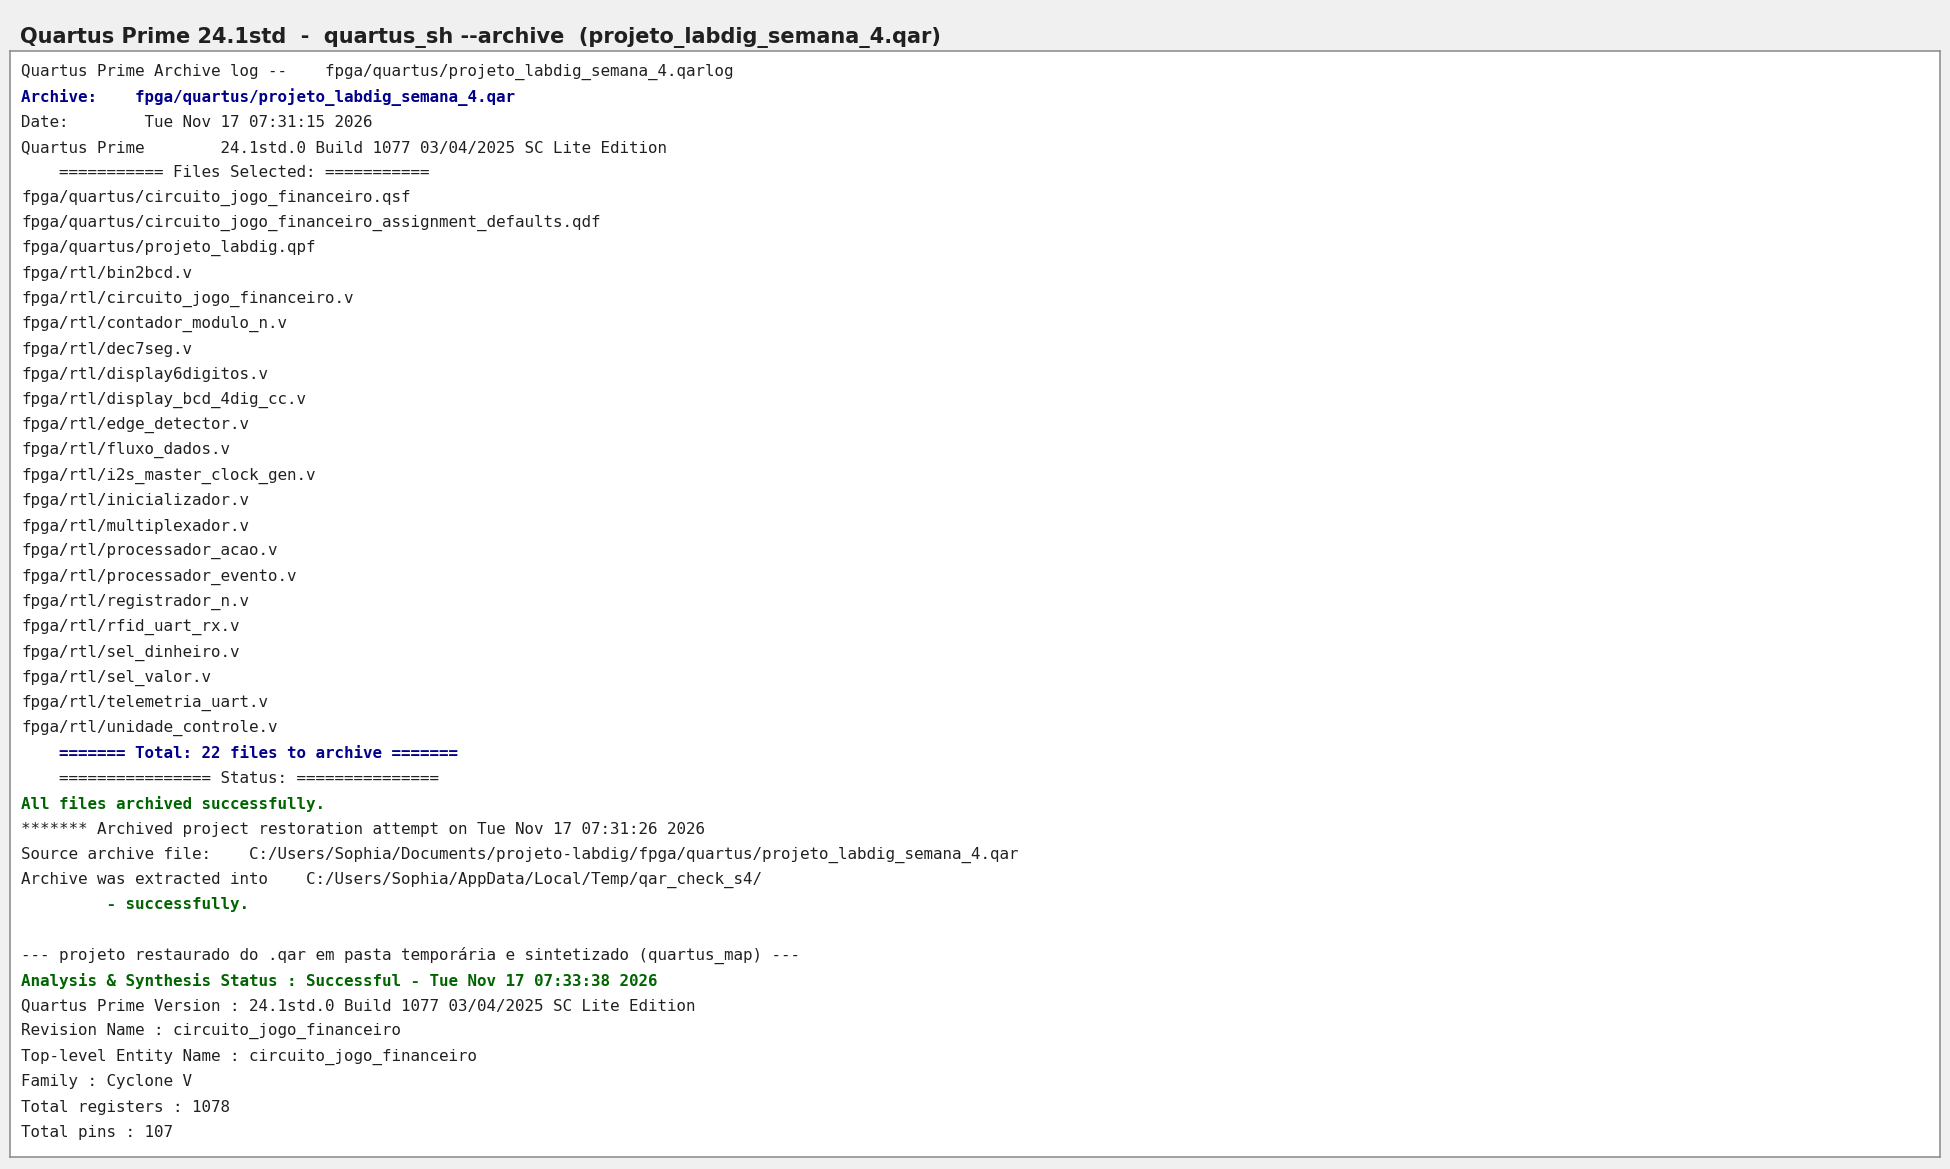 Quartus Prime 24.1std  -  quartus_sh --archive  (projeto_labdig_semana_4.qar)
Quartus Prime Archive log --    fpga/quartus/projeto_labdig_semana_4.qarlog
Archive:    fpga/quartus/projeto_labdig_semana_4.qar
Date:        Tue Nov 17 07:31:15 2026
Quartus Prime        24.1std.0 Build 1077 03/04/2025 SC Lite Edition
    =========== Files Selected: ===========
fpga/quartus/circuito_jogo_financeiro.qsf
fpga/quartus/circuito_jogo_financeiro_assignment_defaults.qdf
fpga/quartus/projeto_labdig.qpf
fpga/rtl/bin2bcd.v
fpga/rtl/circuito_jogo_financeiro.v
fpga/rtl/contador_modulo_n.v
fpga/rtl/dec7seg.v
fpga/rtl/display6digitos.v
fpga/rtl/display_bcd_4dig_cc.v
fpga/rtl/edge_detector.v
fpga/rtl/fluxo_dados.v
fpga/rtl/i2s_master_clock_gen.v
fpga/rtl/inicializador.v
fpga/rtl/multiplexador.v
fpga/rtl/processador_acao.v
fpga/rtl/processador_evento.v
fpga/rtl/registrador_n.v
fpga/rtl/rfid_uart_rx.v
fpga/rtl/sel_dinheiro.v
fpga/rtl/sel_valor.v
fpga/rtl/telemetria_uart.v
fpga/rtl/unidade_controle.v
    ======= Total: 22 files to archive =======
    ================ Status: ===============
All files archived successfully.
******* Archived project restoration attempt on Tue Nov 17 07:31:26 2026
Source archive file:    C:/Users/Sophia/Documents/projeto-labdig/fpga/quartus/projeto_labdig_semana_4.qar
Archive was extracted into    C:/Users/Sophia/AppData/Local/Temp/qar_check_s4/
         - successfully.
--- projeto restaurado do .qar em pasta temporária e sintetizado (quartus_map) ---
Analysis & Synthesis Status : Successful - Tue Nov 17 07:33:38 2026
Quartus Prime Version : 24.1std.0 Build 1077 03/04/2025 SC Lite Edition
Revision Name : circuito_jogo_financeiro
Top-level Entity Name : circuito_jogo_financeiro
Family : Cyclone V
Total registers : 1078
Total pins : 107